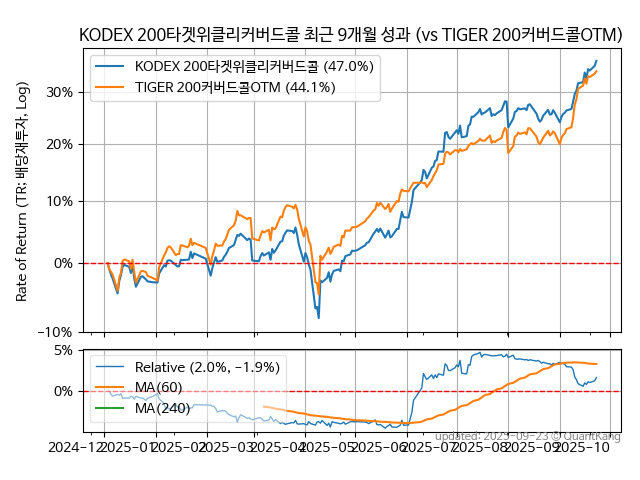 KODEX 200타겟위클리커버드콜 최근 9개월 성과 (vs TIGER 200커버드콜OTM)
Rate of Return (TR: 배당재투자, Log)
KODEX 200타겟위클리커버드콜 (47.0%)
TIGER 200커버드콜OTM (44.1%)
30%
20%
10%
0%
−10%
5%
0%
Relative (2.0%, −1.9%)
MA(60)
MA(240)
updated: 2025-09-23 © QuantKang
2024-12
2025-01
2025-02
2025-03
2025-04
2025-05
2025-06
2025-07
2025-08
2025-09
2025-10